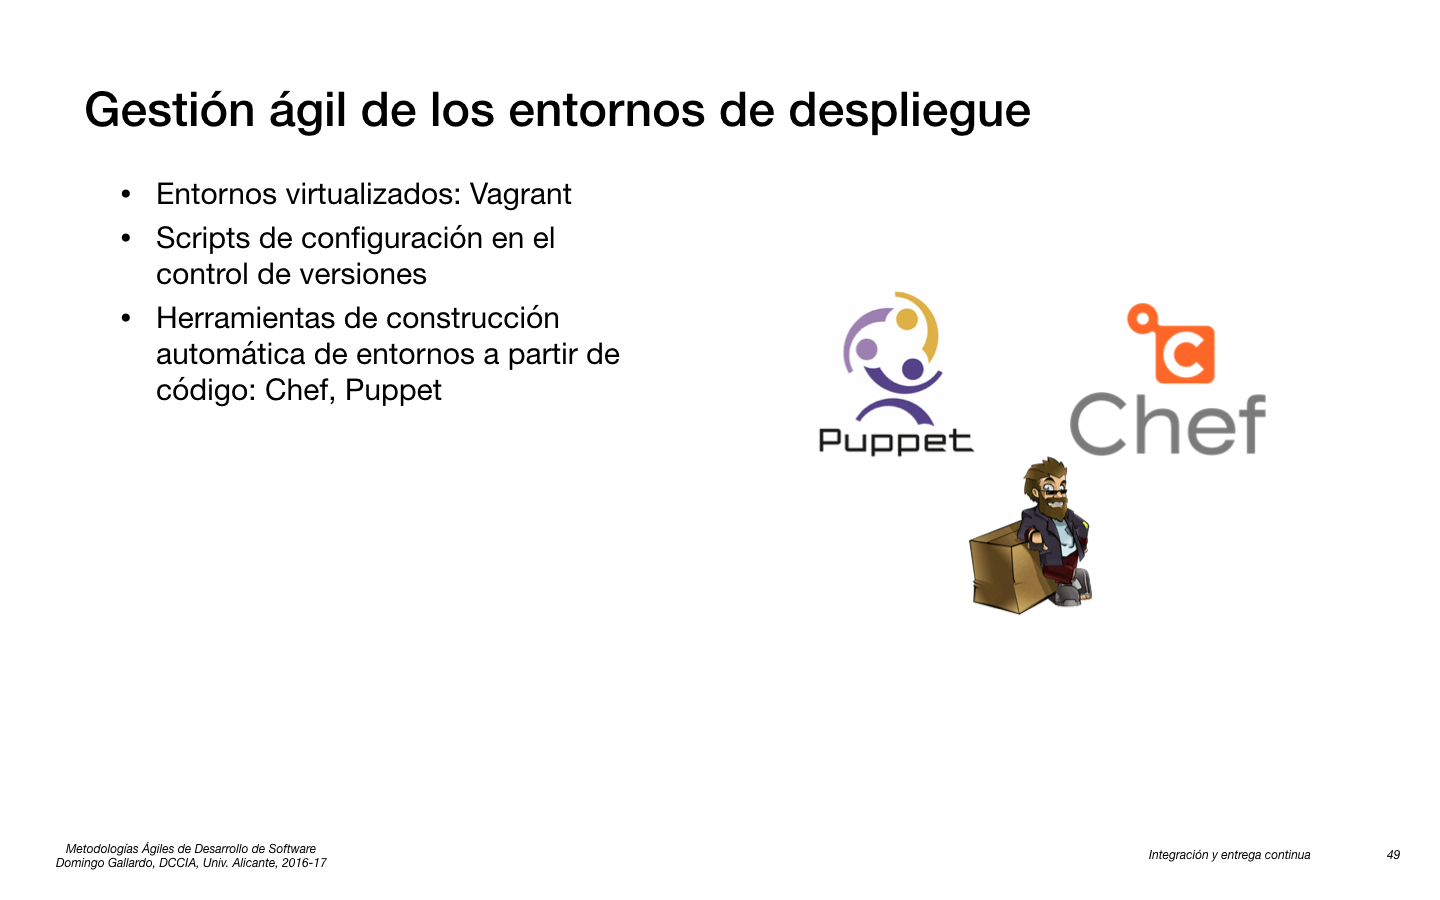 Gestión ágil de los entornos de despliegue
• Entornos virtualizados: Vagrant
• Scripts de configuración en el
control de versiones
• Herramientas de construcción
automática de entornos a partir de
código: Chef, Puppet
Puppet
C
Chef
Metodologías Ágiles de Desarrollo de Software
Domingo Gallardo, DCCIA, Univ. Alicante, 2016-17
Integración y entrega continua
49